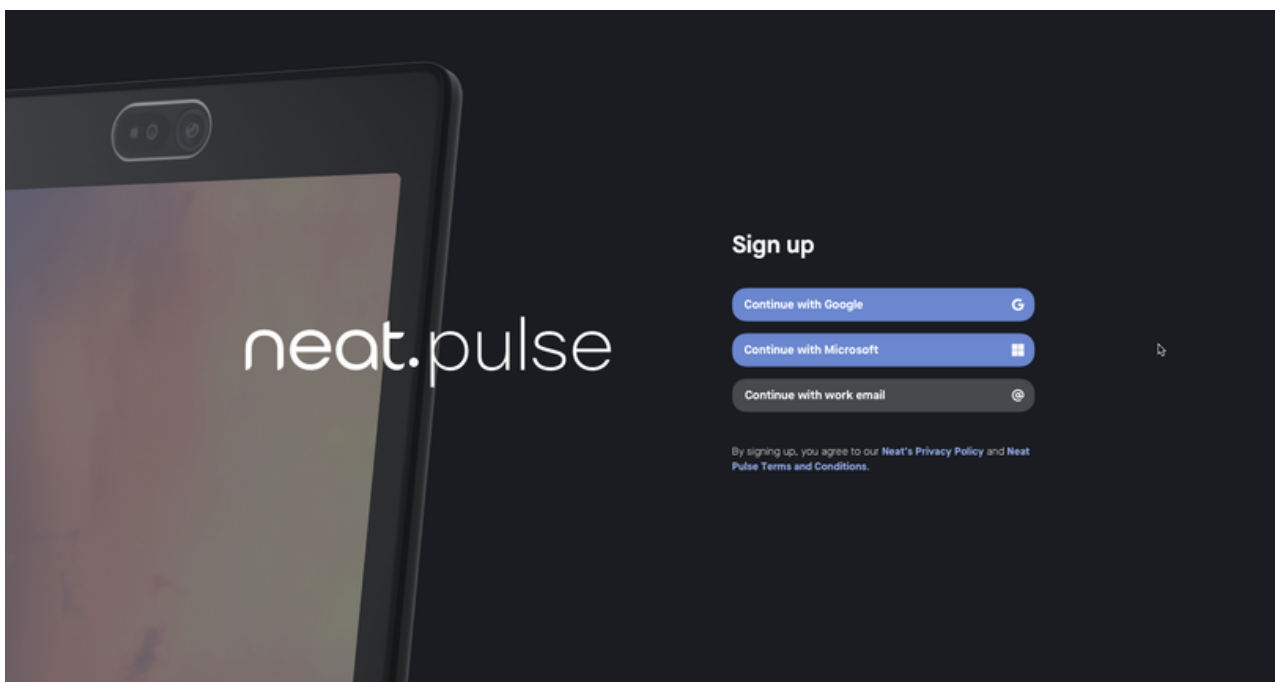 neat.pulse
Sign up
Continue with Google
Continue with Microsoft
Continue with work email
By signing up, you agree to our Neat's Privacy Policy and Neat
Pulse Terms and Conditions.